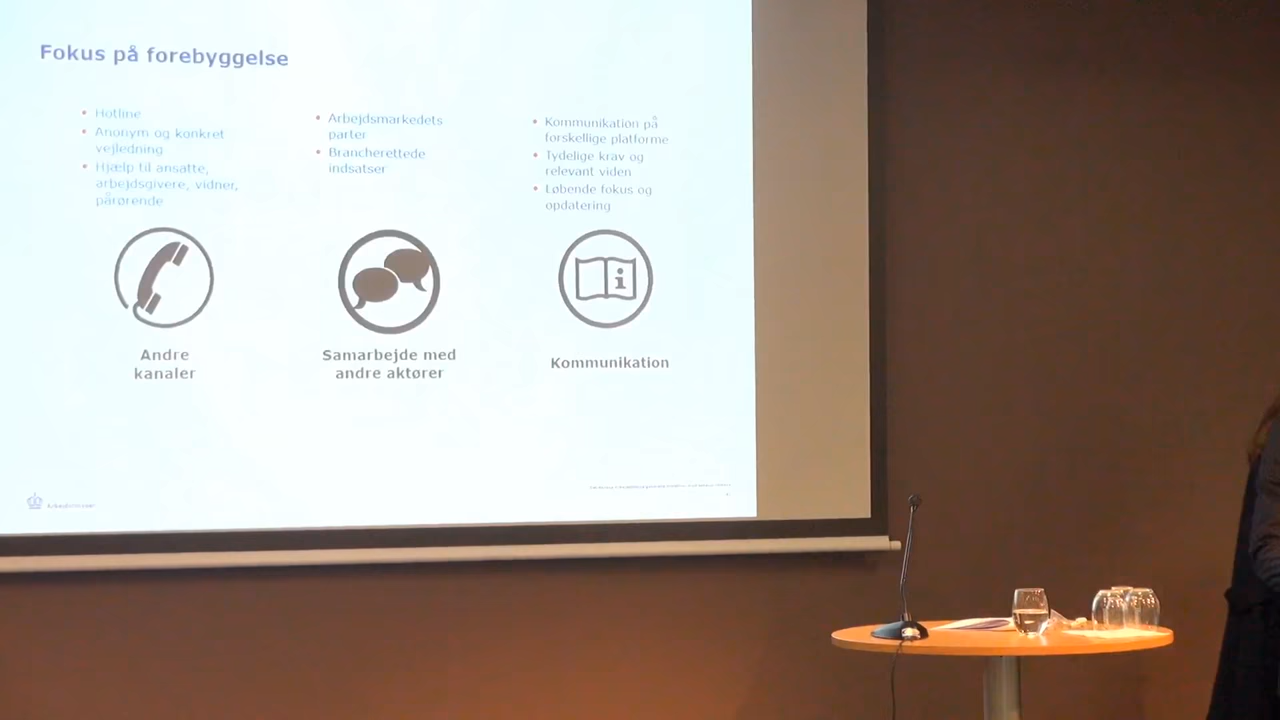 Fokus på forebyggelse
• Hotline
• Anonym og konkret
vejledning
• Hjælp til ansatte,
arbejdsgivere, vidner,
pårørende
Andre
kanaler
• Arbejdsmarkedets
parter
• Brancherettede
indsatser
Samarbejde med
andre aktører
• Kommunikation på
forskellige platforme
• Tydelige krav og
relevant viden
• Løbende fokus og
opdatering
Kommunikation